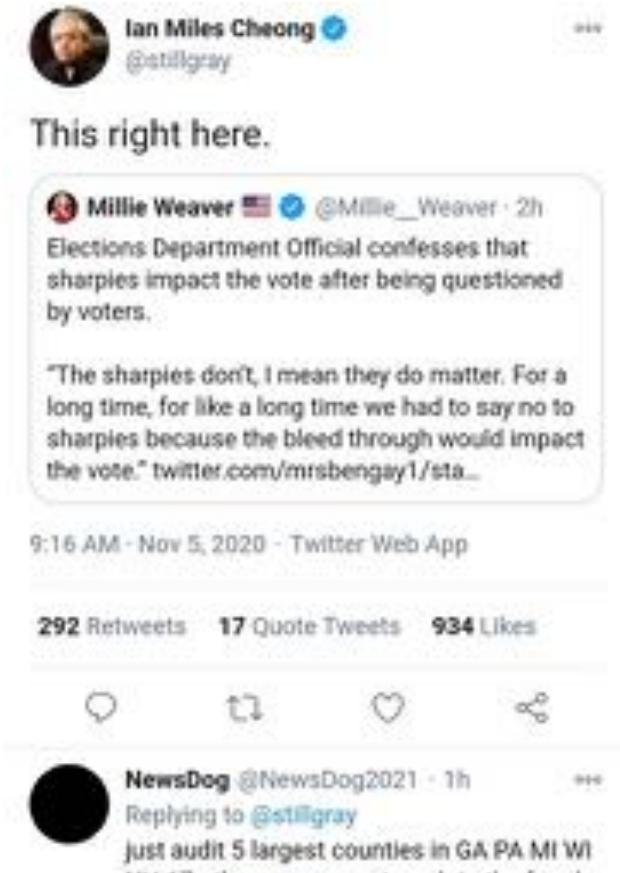 Ian Miles Cheong
@stillgray
This right here.
Millie Weaver 🇺🇸 @Millie__Weaver · 2h
Elections Department Official confesses that
sharpies impact the vote after being questioned
by voters.
"The sharpies don't, I mean they do matter. For a
long time, for like a long time we had to say no to
sharpies because the bleed through would impact
the vote." twitter.com/mrsbengay1/sta...
9:16 AM · Nov 5, 2020 · Twitter Web App
292 Retweets 17 Quote Tweets 934 Likes
NewsDog @NewsDog2021 · 1h
Replying to @stillgray
just audit 5 largest counties in GA PA MI WI